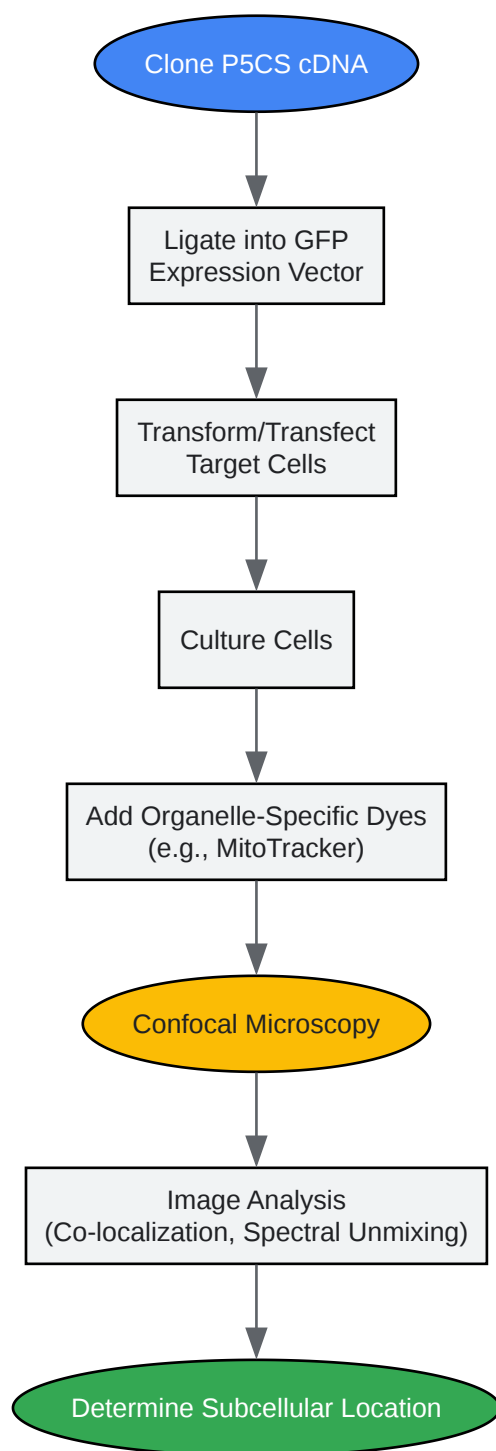 Clone P5CS cDNA
Ligate into GFP
Expression Vector
Transform/Transfect
Target Cells
Culture Cells
Add Organelle-Specific Dyes
(e.g., MitoTracker)
Confocal Microscopy
Image Analysis
(Co-localization, Spectral Unmixing)
Determine Subcellular Location